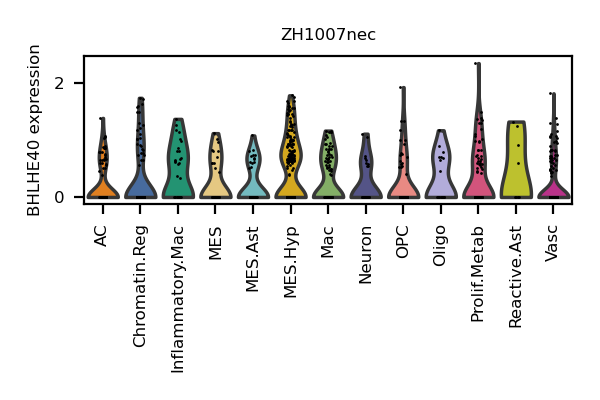 ZH1007nec
BHLHE40 expression
2
0
AC
Chromatin.Reg
Inflammatory.Mac
MES
MES.Ast
MES.Hyp
Mac
Neuron
OPC
Oligo
Prolif.Metab
Reactive.Ast
Vasc